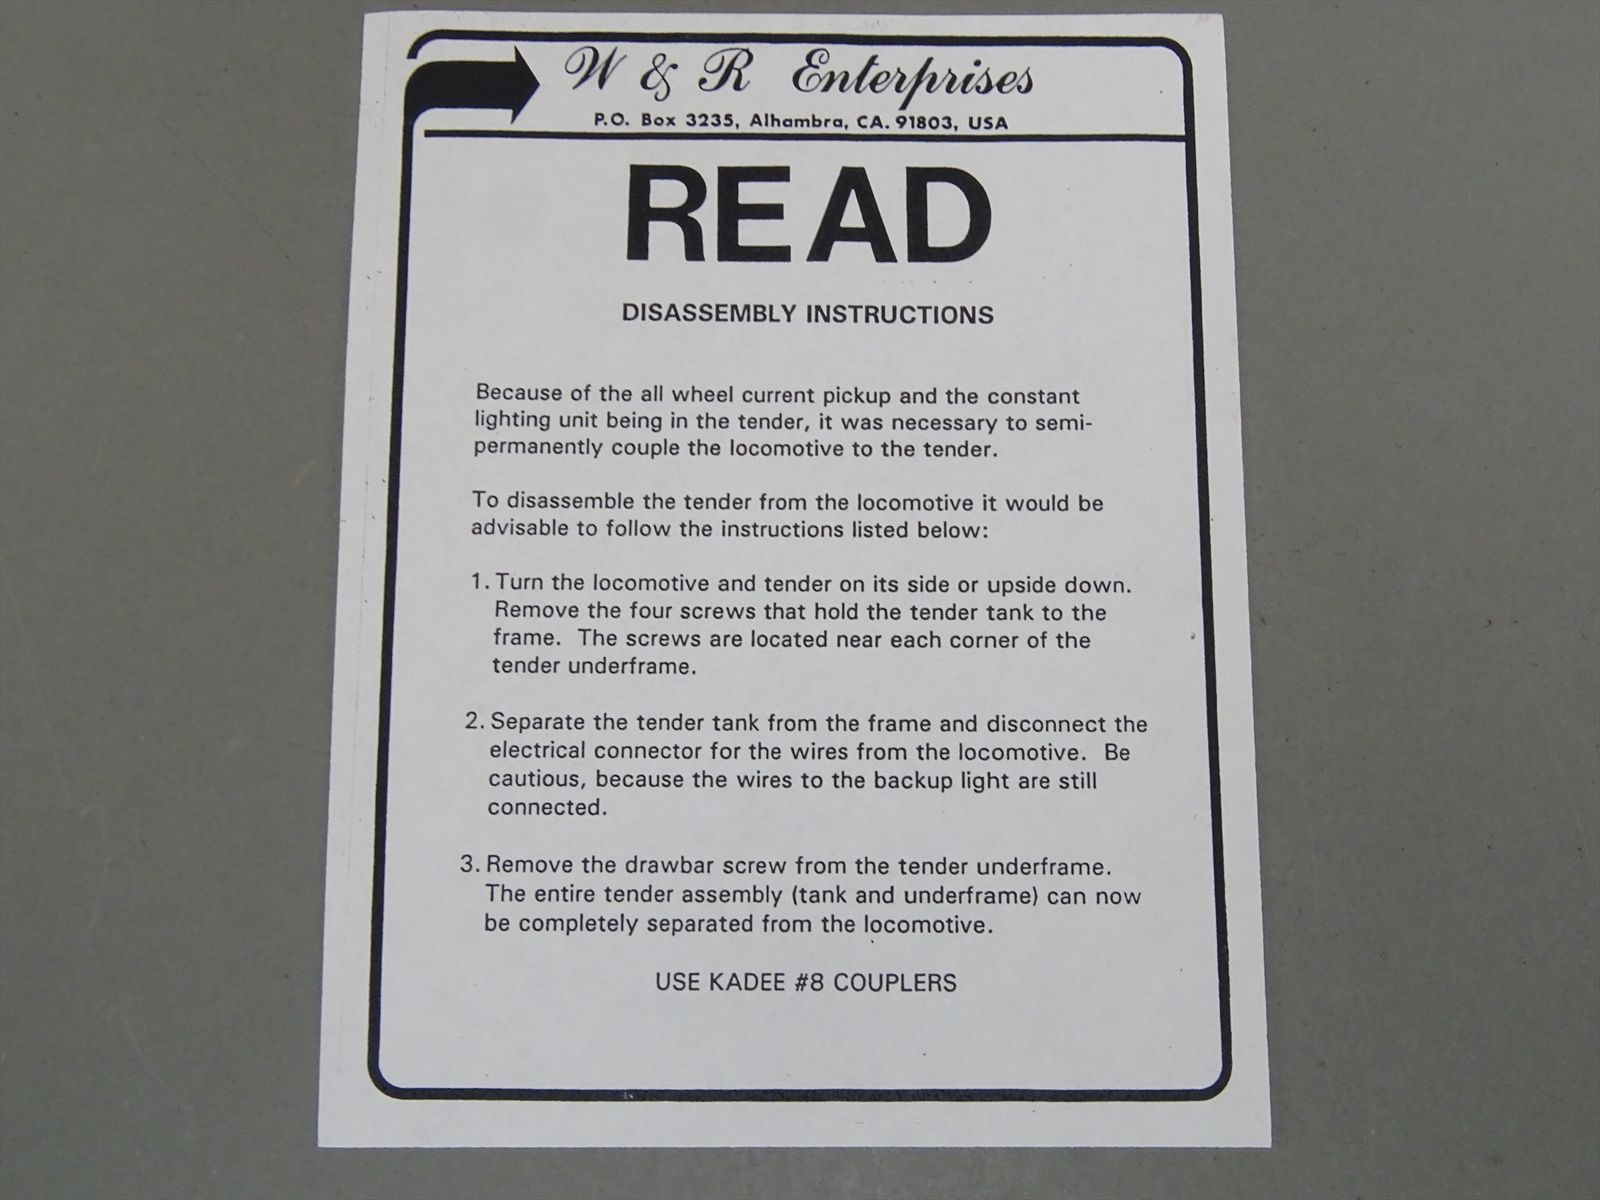 W & R Enterprises
P.O. Box 3235, Alhambra, CA. 91803, USA
READ
DISASSEMBLY INSTRUCTIONS
Because of the all wheel current pickup and the constant
lighting unit being in the tender, it was necessary to semi-
permanently couple the locomotive to the tender.
To disassemble the tender from the locomotive it would be
advisable to follow the instructions listed below:
1. Turn the locomotive and tender on its side or upside down.
Remove the four screws that hold the tender tank to the
frame. The screws are located near each corner of the
tender underframe.
2. Separate the tender tank from the frame and disconnect the
electrical connector for the wires from the locomotive. Be
cautious, because the wires to the backup light are still
connected.
3. Remove the drawbar screw from the tender underframe.
The entire tender assembly (tank and underframe) can now
be completely separated from the locomotive.
USE KADEE #8 COUPLERS